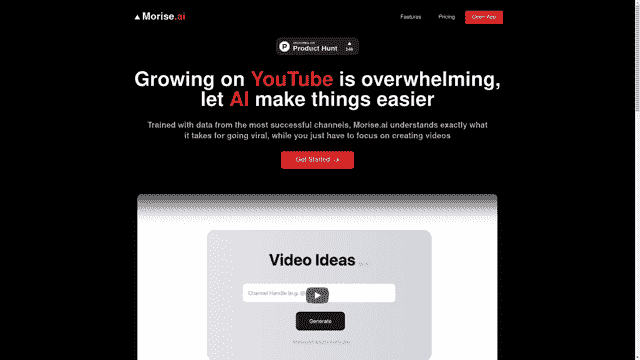 Morise.ai
Features
Pricing
Open App
Product Hunt
Growing on YouTube is overwhelming,
let AI make things easier
Trained with data from the most successful channels, Morise.ai understands exactly what
it takes for going viral, while you just have to focus on creating videos
Get Started
Video Ideas
Channel Handle (e.g. @
Generate